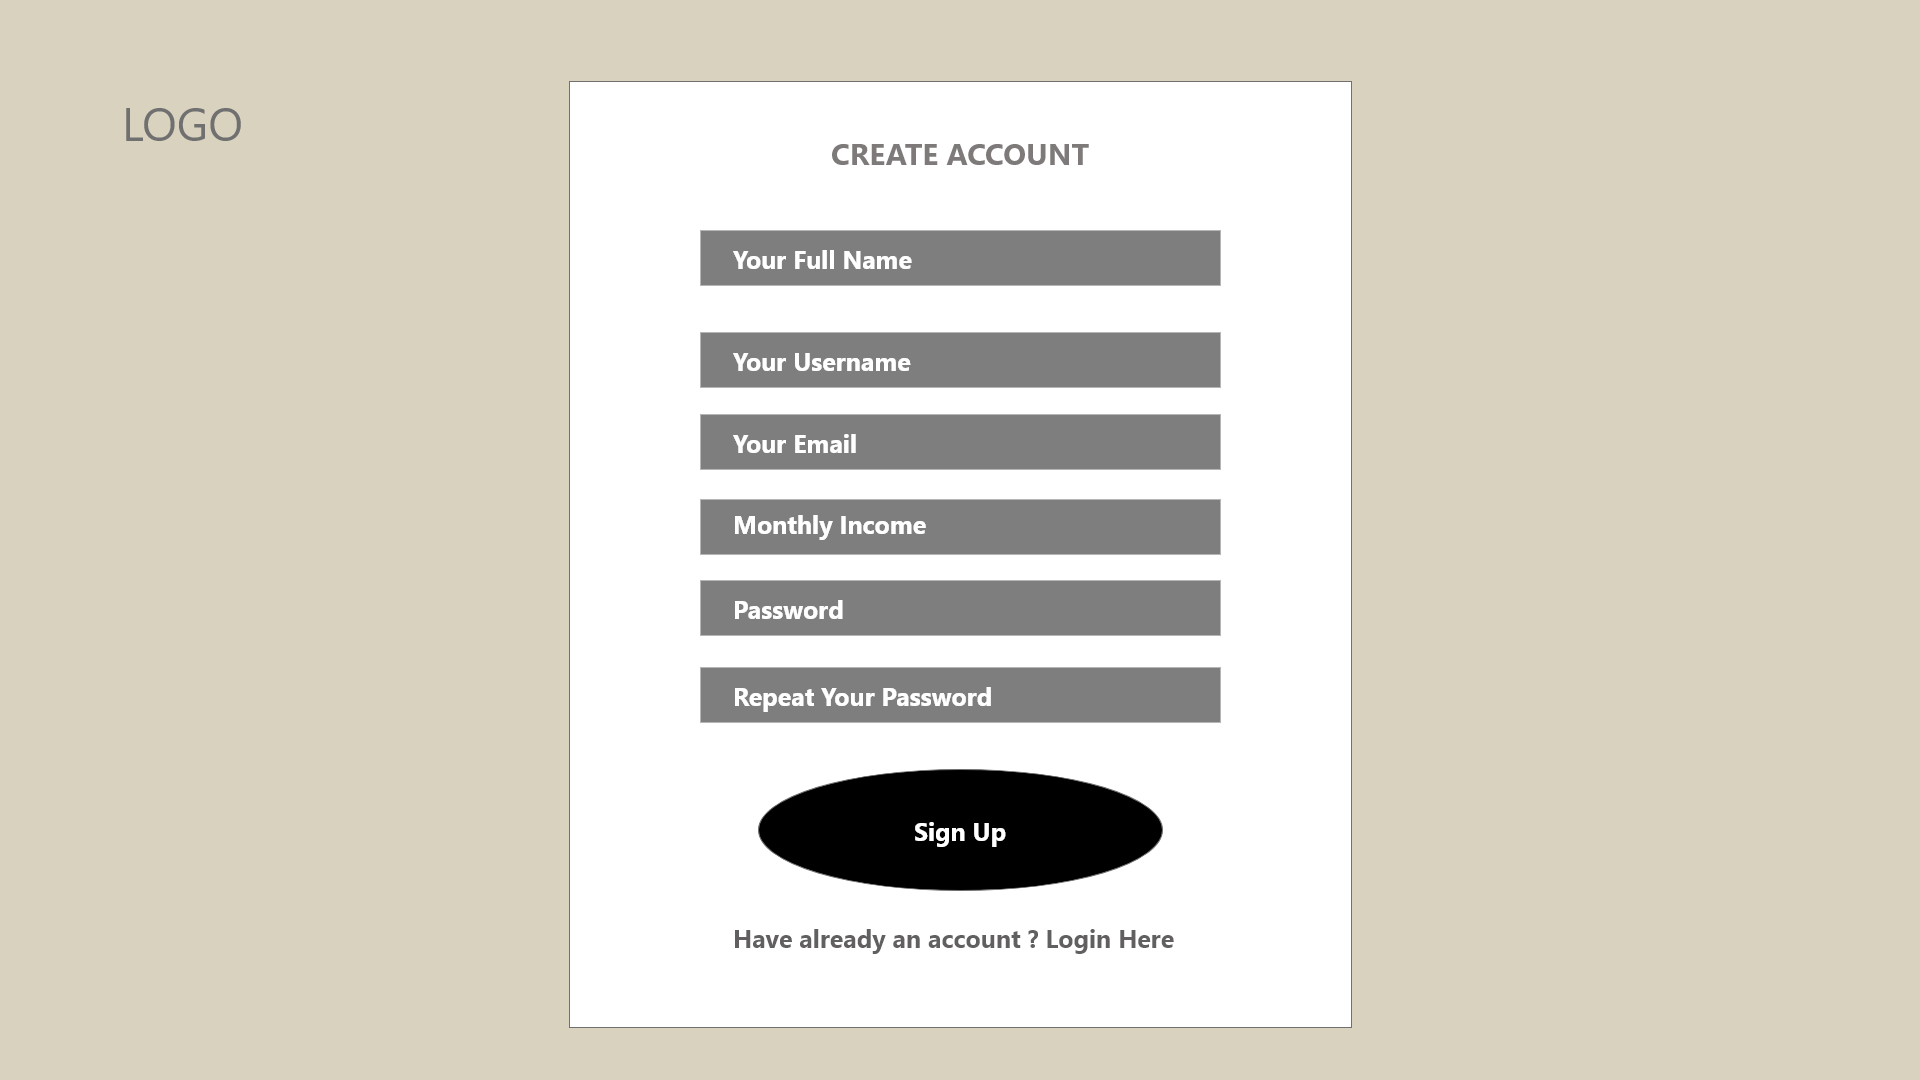 LOGO
CREATE ACCOUNT
Your Full Name
Your Username
Your Email
Monthly Income
Password
Repeat Your Password
Sign Up
Have already an account ? Login Here